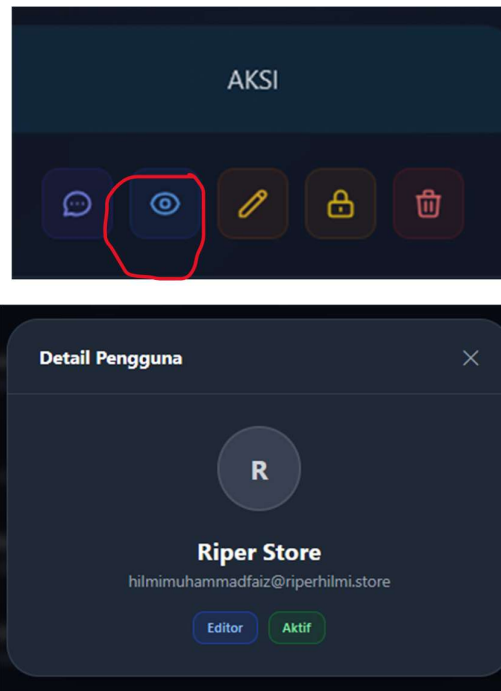 AKSI
Detail Pengguna
R
Riper Store
hilmimuhammadfaiz@riperhilmi.store
Editor Aktif